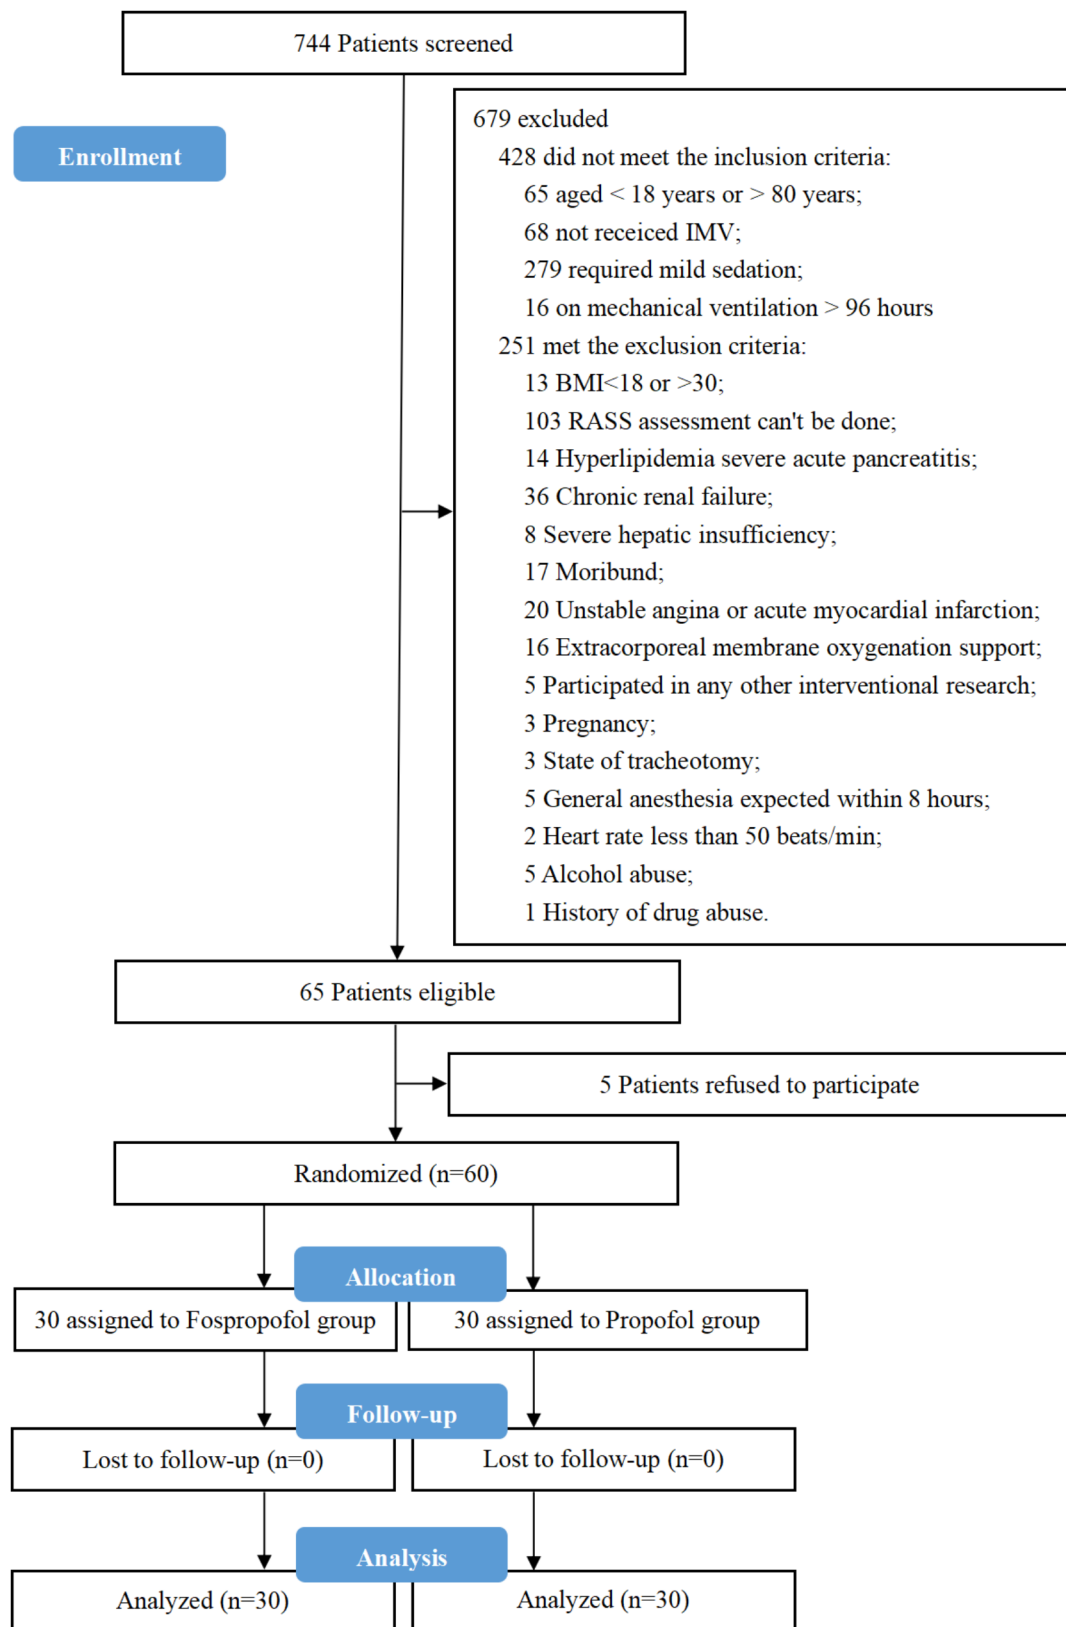 744 Patients screened
Enrollment
679 excluded
428 did not meet the inclusion criteria:
65 aged < 18 years or > 80 years;
68 not receiced IMV;
279 required mild sedation;
16 on mechanical ventilation > 96 hours
251 met the exclusion criteria:
13 BMI<18 or >30;
103 RASS assessment can't be done;
14 Hyperlipidemia severe acute pancreatitis;
36 Chronic renal failure;
8 Severe hepatic insufficiency;
17 Moribund;
20 Unstable angina or acute myocardial infarction;
16 Extracorporeal membrane oxygenation support;
5 Participated in any other interventional research;
3 Pregnancy;
3 State of tracheotomy;
5 General anesthesia expected within 8 hours;
2 Heart rate less than 50 beats/min;
5 Alcohol abuse;
1 History of drug abuse.
65 Patients eligible
5 Patients refused to participate
Randomized (n=60)
Allocation
30 assigned to Fospropofol group
30 assigned to Propofol group
Follow-up
Lost to follow-up (n=0)
Lost to follow-up (n=0)
Analysis
Analyzed (n=30)
Analyzed (n=30)